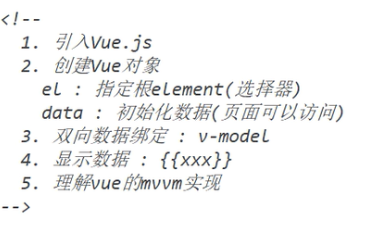 <!--
1. 引入Vue.js
2. 创建Vue对象
el : 指定根element(选择器)
data : 初始化数据(页面可以访问)
3. 双向数据绑定 : v-model
4. 显示数据 : {{xxx}}
5. 理解vue的mvvm实现
-->